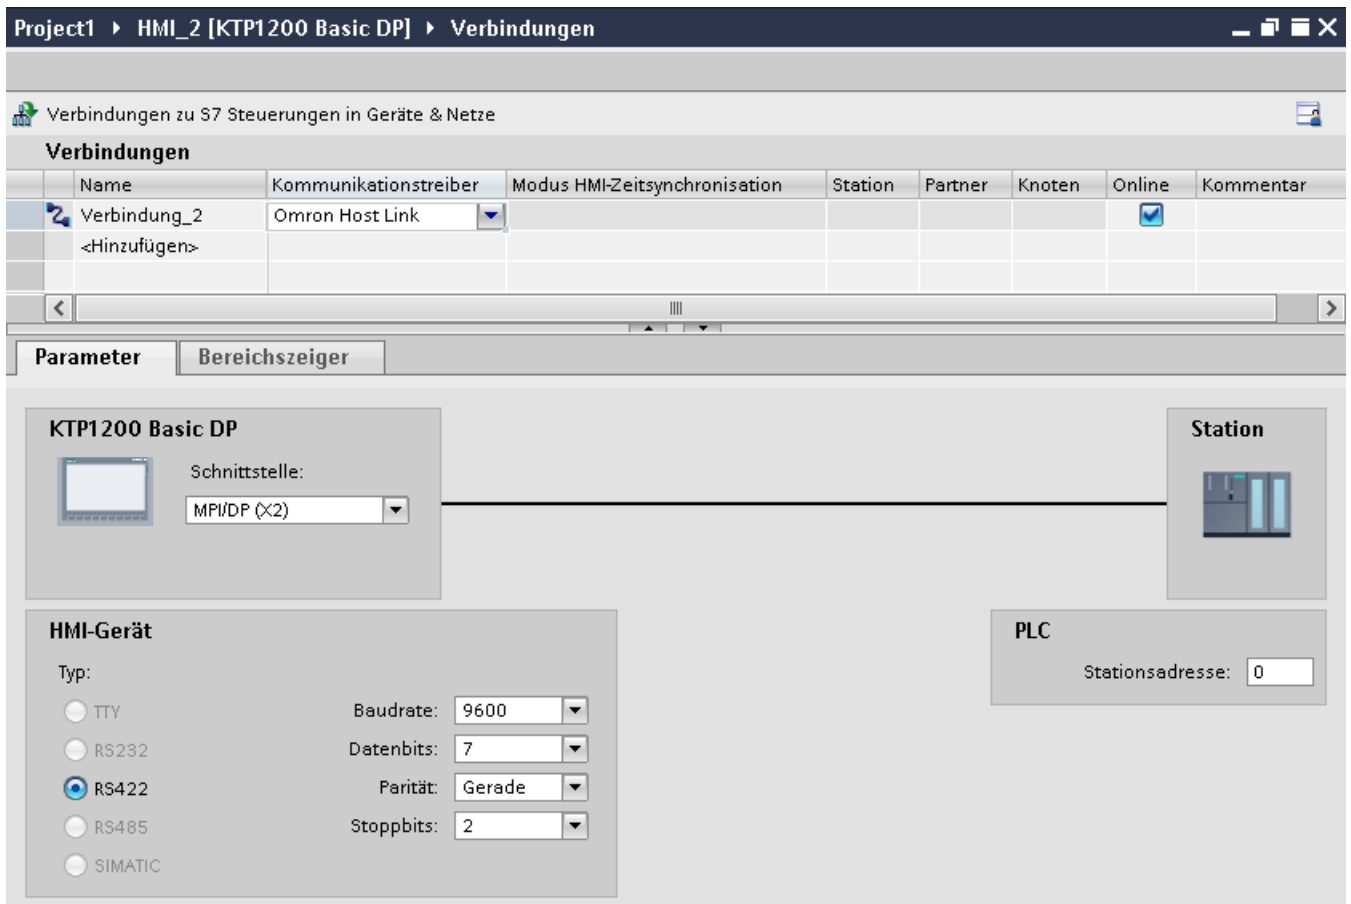 Project1 ▸ HMI_2 [KTP1200 Basic DP] ▸ Verbindungen
Verbindungen zu S7 Steuerungen in Geräte & Netze
Verbindungen
Name Kommunikationstreiber Modus HMI-Zeitsynchronisation Station Partner Knoten Online Kommentar
Verbindung_2 Omron Host Link
<Hinzufügen>
Parameter Bereichszeiger
KTP1200 Basic DP Station
Schnittstelle:
MPI/DP (X2)
HMI-Gerät PLC
Typ: Stationsadresse: 0
TTY Baudrate: 9600
RS232 Datenbits: 7
RS422 Parität: Gerade
RS485 Stoppbits: 2
SIMATIC